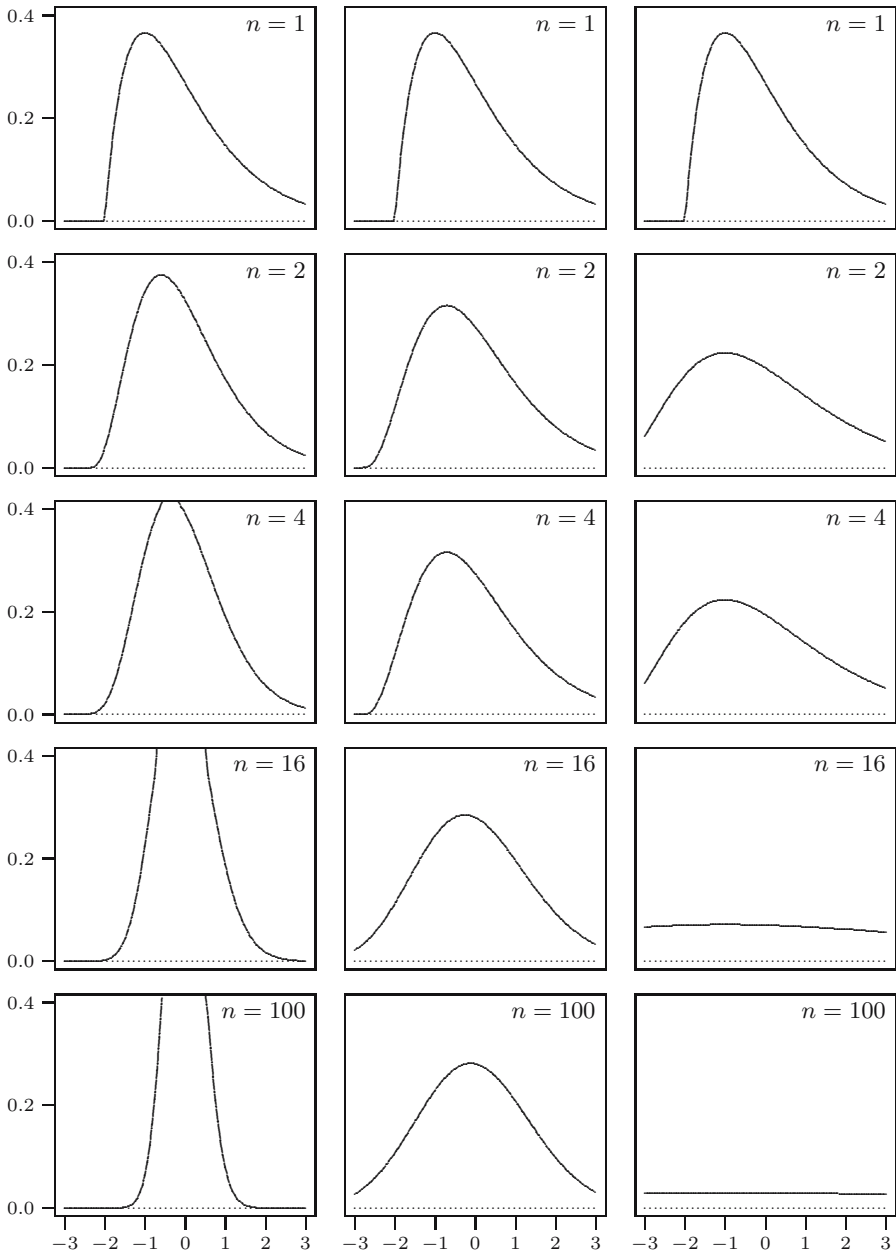 0.4
n = 1
n = 1
n = 1
0.2
0.0
0.4
n = 2
n = 2
n = 2
0.2
0.0
0.4
n = 4
n = 4
n = 4
0.2
0.0
0.4
n = 16
n = 16
n = 16
0.2
0.0
0.4
n = 100
n = 100
n = 100
0.2
0.0
−3 −2 −1 0 1 2 3
−3 −2 −1 0 1 2 3
−3 −2 −1 0 1 2 3